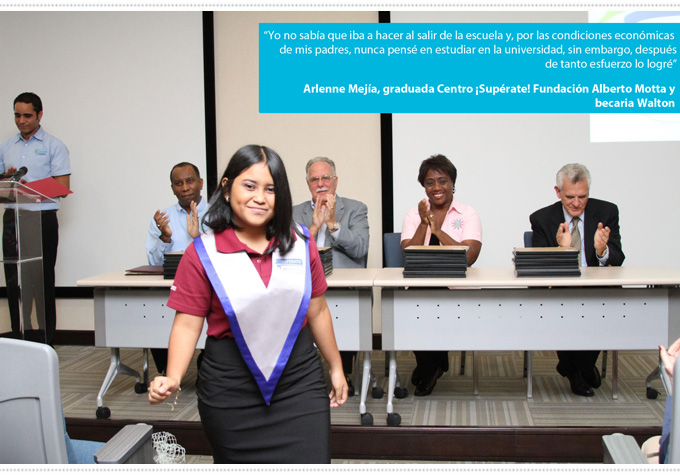 “Yo no sabía que iba a hacer al salir de la escuela y, por las condiciones económicas
de mis padres, nunca pensé en estudiar en la universidad, sin embargo, después
de tanto esfuerzo lo logré”
Arlenne Mejía, graduada Centro ¡Supérate! Fundación Alberto Motta y
becaria Walton